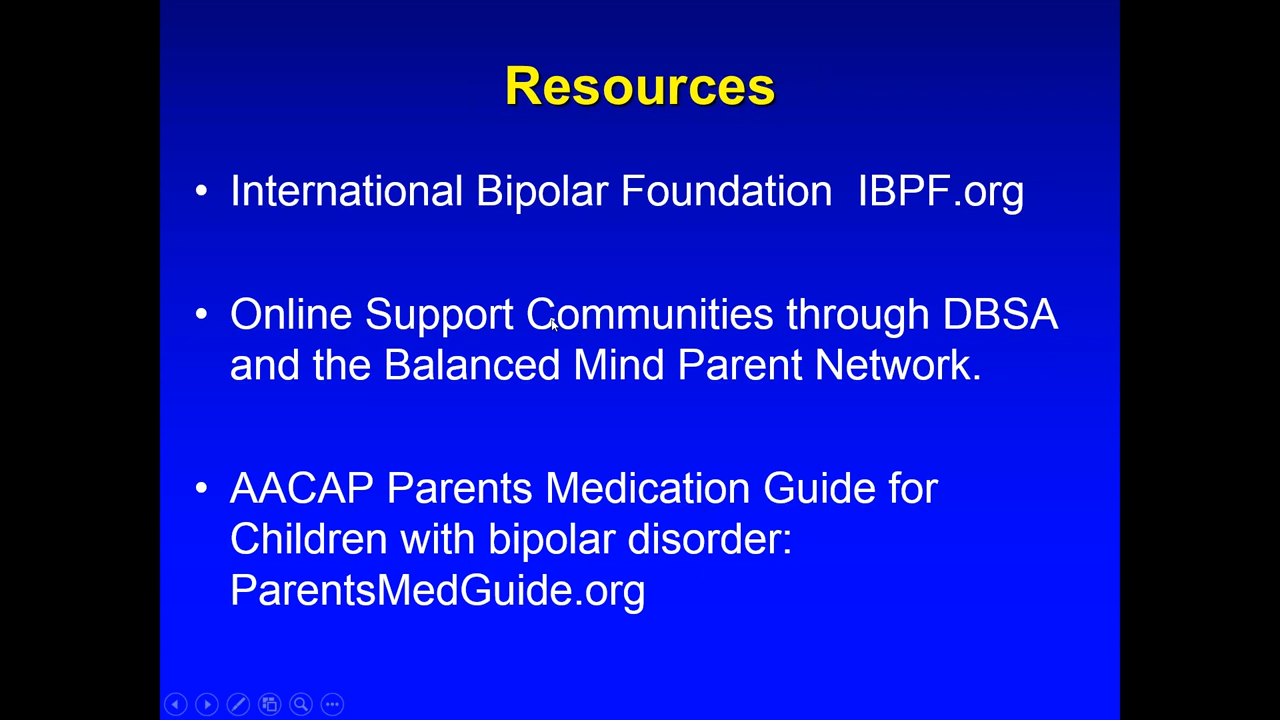 Resources
• International Bipolar Foundation  IBPF.org
• Online Support Communities through DBSA
and the Balanced Mind Parent Network.
• AACAP Parents Medication Guide for
Children with bipolar disorder:
ParentsMedGuide.org